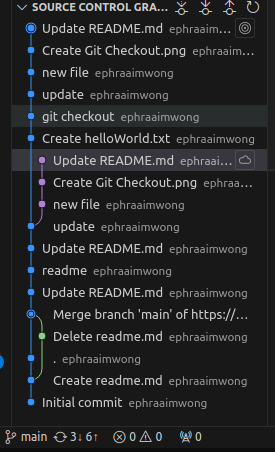 SOURCE CONTROL GRA...
Update README.md ephraaimwong
Create Git Checkout.png ephraaim...
new file ephraaimwong
update ephraaimwong
git checkout ephraaimwong
Create helloWorld.txt ephraaimwong
Update README.md ephraai...
Create Git Checkout.png ephraa...
new file ephraaimwong
update ephraaimwong
Update README.md ephraaimwong
readme ephraaimwong
Update README.md ephraaimwong
Merge branch 'main' of https://...
Delete readme.md ephraaimwong
. ephraaimwong
Create readme.md ephraaimwong
Initial commit ephraaimwong
main 3↓ 6↑ 0 0 0